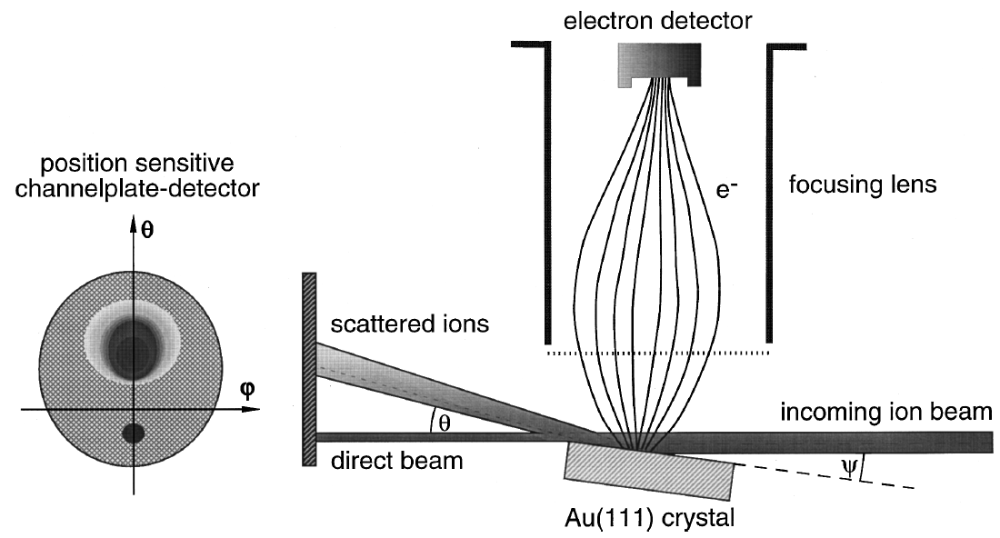 electron detector
position sensitive
channelplate-detector
θ
e-
focusing lens
scattered ions
φ
θ
incoming ion beam
direct beam
ψ
Au(111) crystal